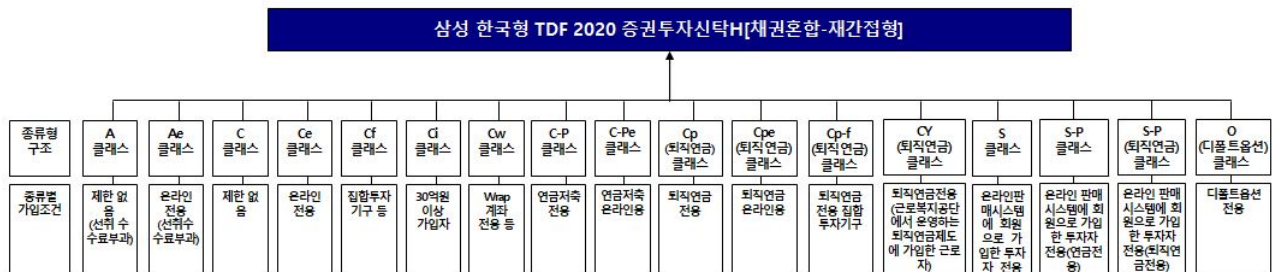 삼성 한국형 TDF 2020 증권투자신탁H[채권혼합-재간접형]
종류형
구조
A
클래스
Ae
클래스
C
클래스
Ce
클래스
Cf
클래스
Ci
클래스
Cw
클래스
C-P
클래스
C-Pe
클래스
Cp
(퇴직연금)
클래스
Cpe
(퇴직연금)
클래스
Cp-f
(퇴직연금)
클래스
CY
(퇴직연금)
클래스
S
클래스
S-P
클래스
S-P
(퇴직연금)
클래스
O
(디폴트옵션)
클래스
종류별
가입조건
제한 없
음
(선취 수
수료부과)
온라인
전용
(선취수
수료부과)
제한 없
음
온라인
전용
집합투자
기구 등
30억원
이상
가입자
Wrap
계좌
전용 등
연금저축
전용
연금저축
온라인용
퇴직연금
전용
퇴직연금
온라인용
퇴직연금
전용 집합
투자기구
퇴직연금전용
(근로복지공단
에서 운영하는
퇴직연금제도
에 가입한 근로
자)
온라인판
매시스템
에 회원
으로 가
입한 투자
자 전용
온라인 판매
시스템에 회
원으로 가입
한 투자자
전용(연금전
용)
온라인 판매
시스템에 회
원으로 가입
한 투자자
전용(퇴직연
금전용)
디폴트옵션
전용